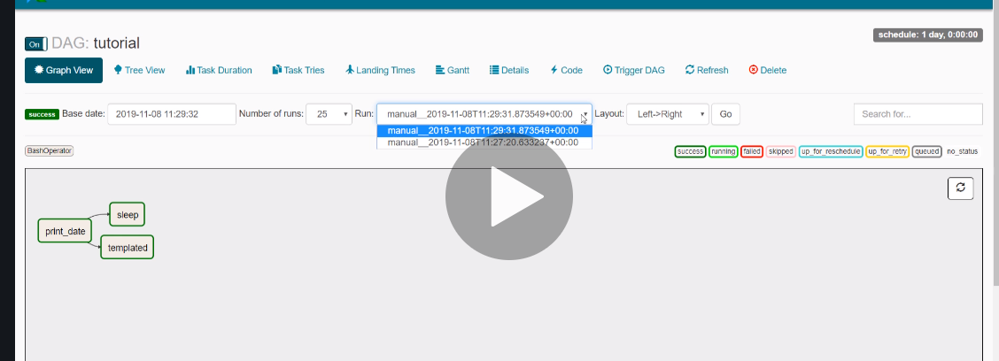 On DAG: tutorial
schedule: 1 day, 0:00:00
Graph View Tree View Task Duration Task Tries Landing Times Gantt Details Code Trigger DAG Refresh Delete
success Base date: 2019-11-08 11:29:32 Number of runs: 25 Run: manual__2019-11-08T11:29:31.873549+00:00 Layout: Left->Right Go Search for...
manual__2019-11-08T11:29:31.873549+00:00
manual__2019-11-08T11:27:20.633237+00:00
BashOperator
success running failed skipped up_for_reschedule up_for_retry queued no_status
sleep
print_date
templated